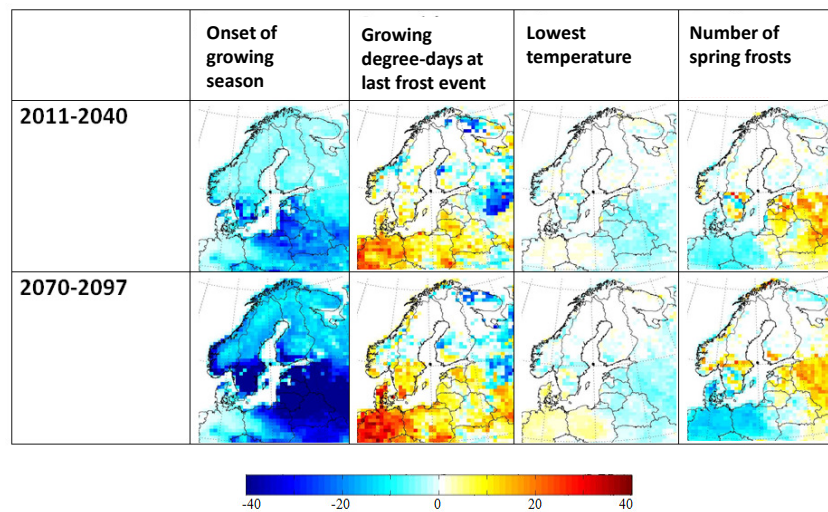 Onset of
growing
season
Growing
degree-days at
last frost event
Lowest
temperature
Number of
spring frosts
2011-2040
2070-2097
-40
-20
0
20
40